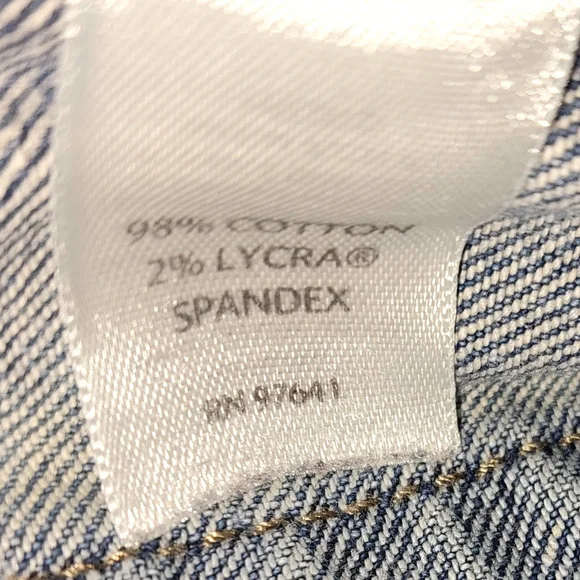 98% COTTON
2% LYCRA®
SPANDEX
RN 97641